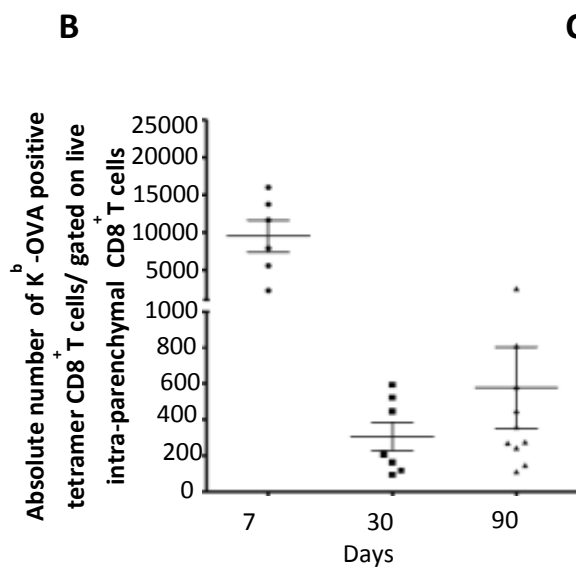 B
C
Absolute number of K^b-OVA positive
tetramer CD8^+ T cells/ gated on live
intra-parenchymal CD8^+ T cells
25000
20000
15000
10000
5000
1000
800
600
400
200
0
7 30 90
Days